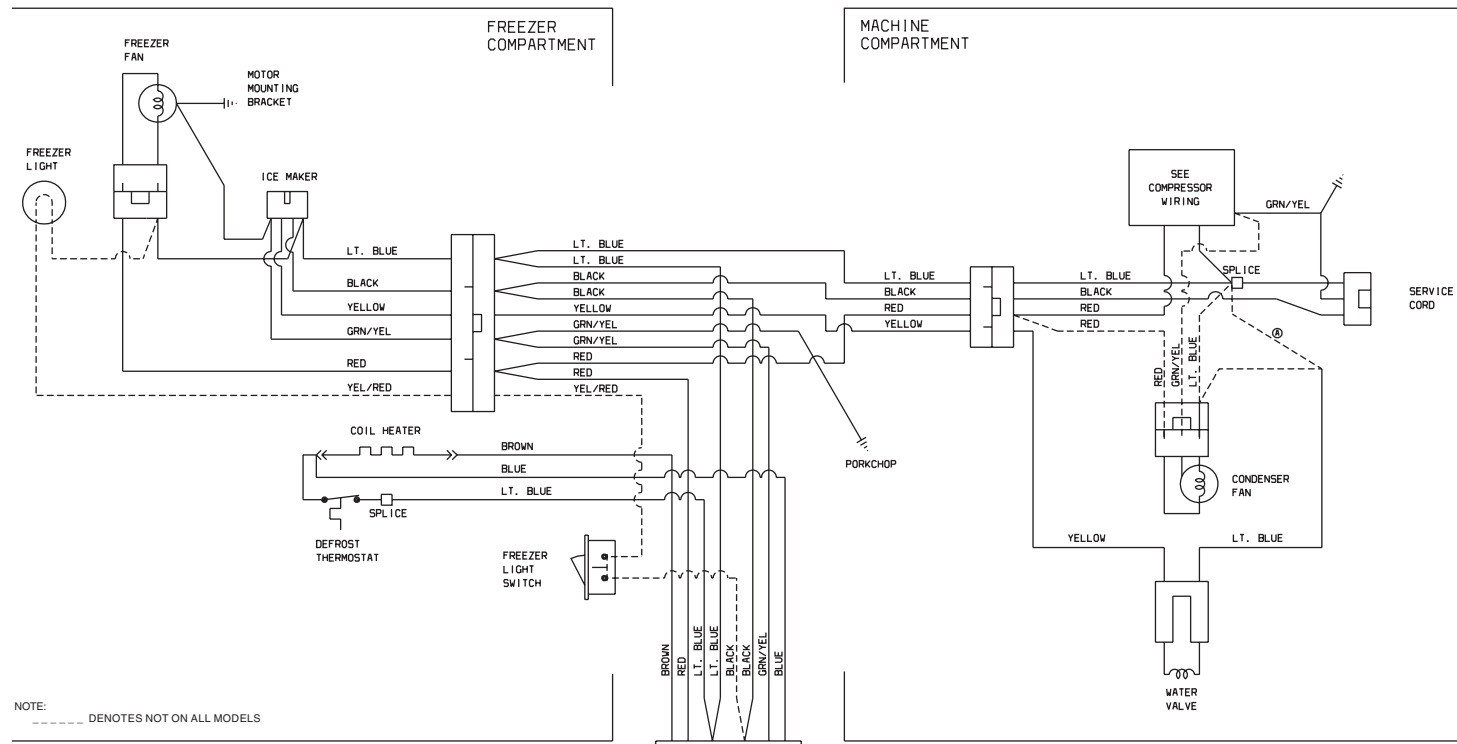 FREEZER
COMPARTMENT
MACHINE
COMPARTMENT
FREEZER
FAN
MOTOR
MOUNTING
BRACKET
FREEZER
LIGHT
ICE MAKER
SEE
COMPRESSOR
WIRING
GRN/YEL
SPLICE
SERVICE
CORD
LT. BLUE
BLACK
YELLOW
GRN/YEL
RED
YEL/RED
LT. BLUE
LT. BLUE
BLACK
BLACK
YELLOW
GRN/YEL
GRN/YEL
RED
RED
YEL/RED
LT. BLUE
BLACK
RED
YELLOW
LT. BLUE
BLACK
RED
RED
A
RED
GRN/YEL
LT. BLUE
COIL HEATER
BROWN
BLUE
LT. BLUE
SPLICE
DEFROST
THERMOSTAT
PORKCHOP
FREEZER
LIGHT
SWITCH
CONDENSER
FAN
YELLOW
LT. BLUE
WATER
VALVE
BROWN
RED
LT. BLUE
LT. BLUE
BLACK
BLACK
GRN/YEL
BLUE
NOTE:
______ DENOTES NOT ON ALL MODELS